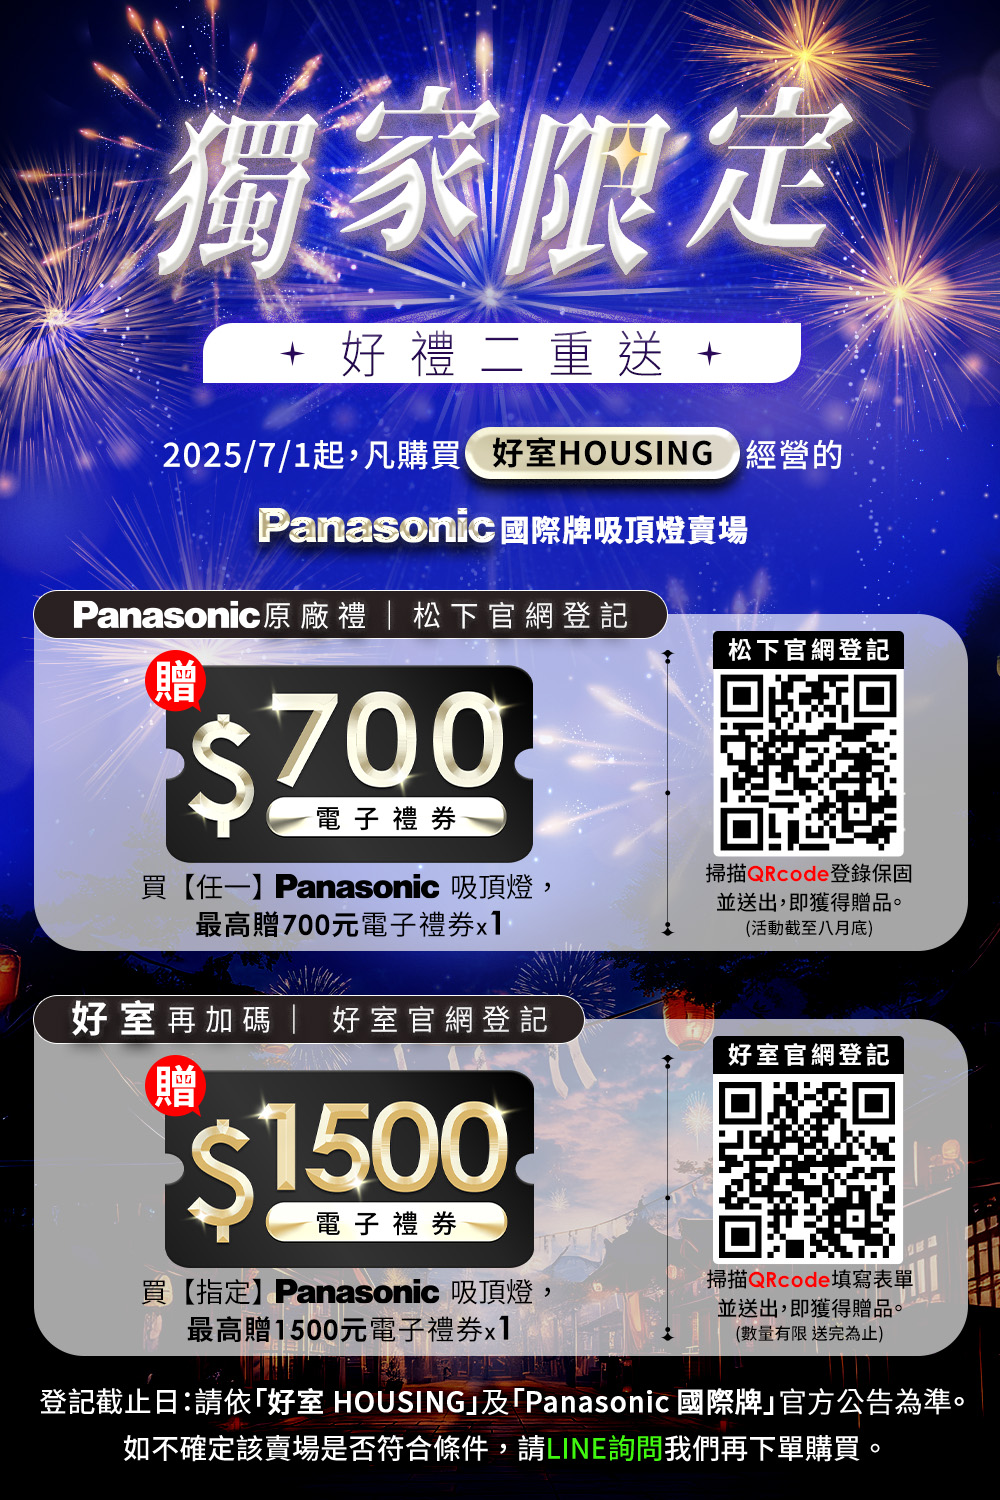 獨家限定
好禮二重送
2025/7/1起，凡購買 好室HOUSING 經營的
Panasonic 國際牌吸頂燈賣場
Panasonic原廠禮｜松下官網登記
贈
$700
電子禮券
買【任一】Panasonic 吸頂燈，
最高贈700元電子禮券x1
松下官網登記
掃描QRcode登錄保固
並送出，即獲得贈品。
(活動截至八月底)
好室再加碼｜ 好室官網登記
贈
$1500
電子禮券
買【指定】Panasonic 吸頂燈，
最高贈1500元電子禮券x1
好室官網登記
掃描QRcode填寫表單
並送出，即獲得贈品。
(數量有限 送完為止)
登記截止日：請依「好室 HOUSING」及「Panasonic 國際牌」官方公告為準。
如不確定該賣場是否符合條件，請LINE詢問我們再下單購買。